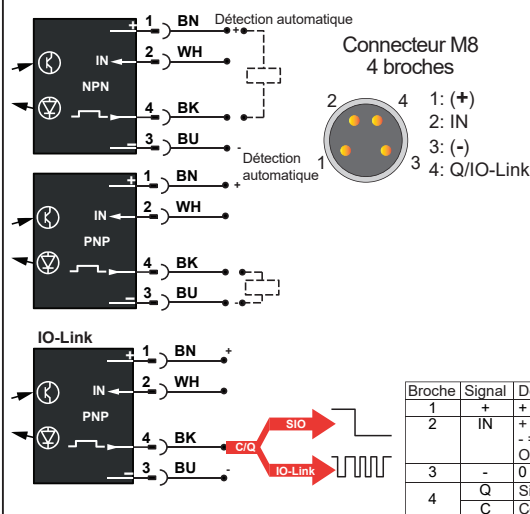 1 BN Détection automatique
+ +
2 WH
IN
NPN
4 BK
3 BU
- -
Détection
automatique
Connecteur M8
4 broches
2 4
1 3
1: (+)
2: IN
3: (-)
4: Q/IO-Link
1 BN
+ +
2 WH
IN
PNP
4 BK
3 BU
- -
IO-Link
1 BN
+ +
2 WH
IN
PNP
SIO
4 BK
C/Q
3 BU
- -
IO-Link
Broche Signal
1 + +
2 IN +
- 
3 - 0
4 Q
C